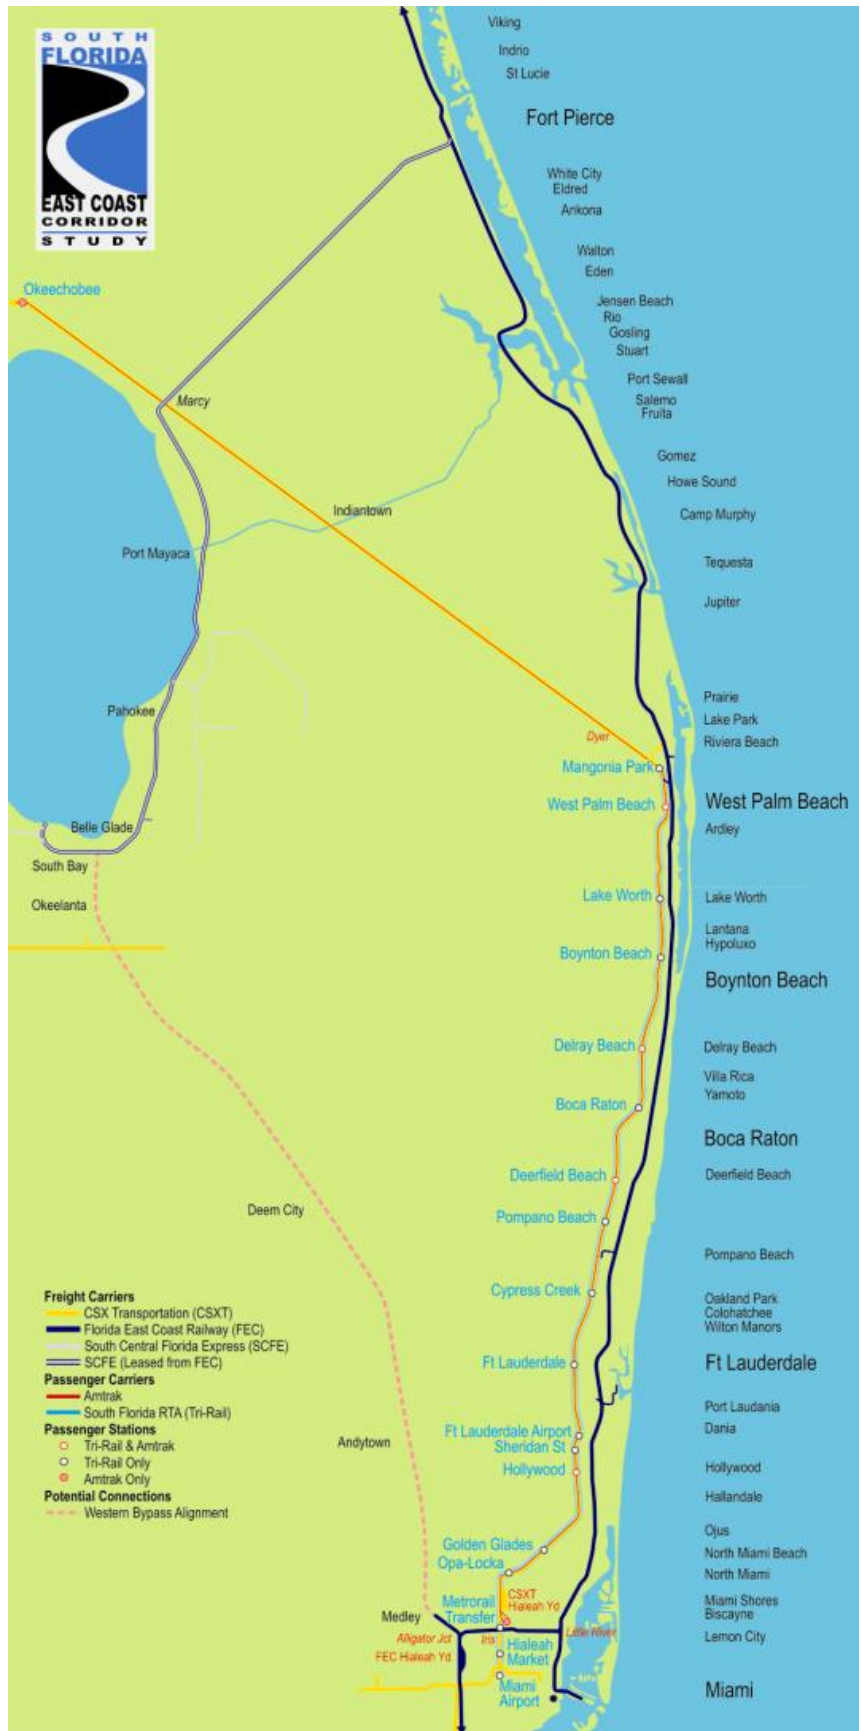 SOUTH
FLORIDA
EAST COAST
CORRIDOR
STUDY
Viking
Indrio
St Lucie
Fort Pierce
White City
Eldred
Ankona
Walton
Eden
Okeechobee
Jensen Beach
Rio
Gosling
Stuart
Port Sewall
Marcy
Salerno
Fruita
Gomez
Howe Sound
Indiantown
Camp Murphy
Port Mayaca
Tequesta
Jupiter
Prairie
Pahokee
Lake Park
Dyer
Riviera Beach
Mangonia Park
West Palm Beach
West Palm Beach
Belle Glade
Ardley
South Bay
Lake Worth
Lake Worth
Okeelanta
Lantana
Hypoluxo
Boynton Beach
Boynton Beach
Delray Beach
Delray Beach
Villa Rica
Yamoto
Boca Raton
Boca Raton
Deerfield Beach
Deerfield Beach
Deem City
Pompano Beach
Pompano Beach
Cypress Creek
Oakland Park
Colohatchee
Wilton Manors
Ft Lauderdale
Ft Lauderdale
Port Laudania
Dania
Ft Lauderdale Airport
Sheridan St
Andytown
Hollywood
Hollywood
Hallandale
Ojus
Golden Glades
North Miami Beach
Opa-Locka
North Miami
CSXT
Hialeah Yd
Metrorail
Transfer
Miami Shores
Biscayne
Medley
Alligator Jct
Iris
Little River
Lemon City
FEC Hialeah Yd
Hialeah
Market
Miami
Airport
Miami
Freight Carriers
CSX Transportation (CSXT)
Florida East Coast Railway (FEC)
South Central Florida Express (SCFE)
SCFE (Leased from FEC)
Passenger Carriers
Amtrak
South Florida RTA (Tri-Rail)
Passenger Stations
Tri-Rail & Amtrak
Tri-Rail Only
Amtrak Only
Potential Connections
Western Bypass Alignment